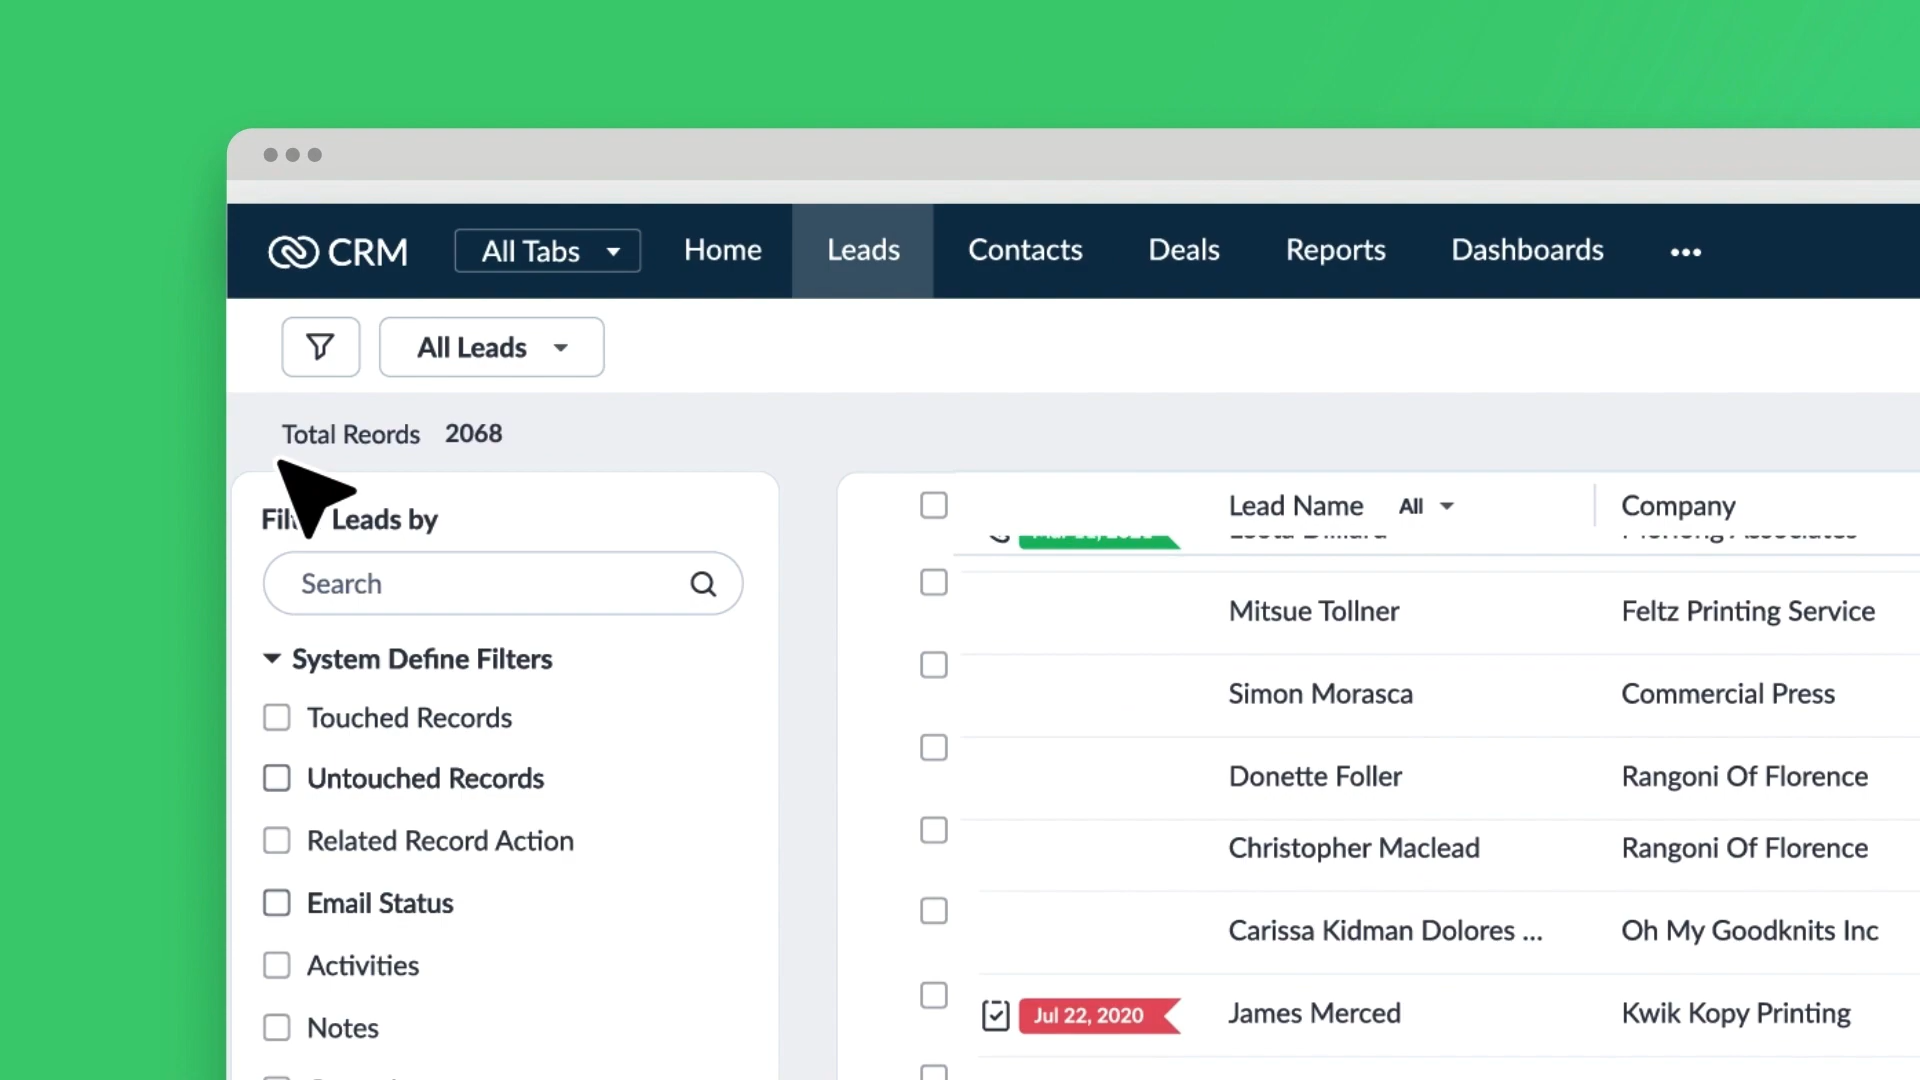 CRM All Tabs Home Leads Contacts Deals Reports Dashboards
All Leads
Total Reords 2068
Leads by
Search
System Define Filters
Touched Records
Untouched Records
Related Record Action
Email Status
Activities
Notes
Lead Name All Company
Mitsue Tollner Feltz Printing Service
Simon Morasca Commercial Press
Donette Foller Rangoni Of Florence
Christopher Maclead Rangoni Of Florence
Carissa Kidman Dolores ... Oh My Goodknits Inc
Jul 22, 2020 James Merced Kwik Kopy Printing